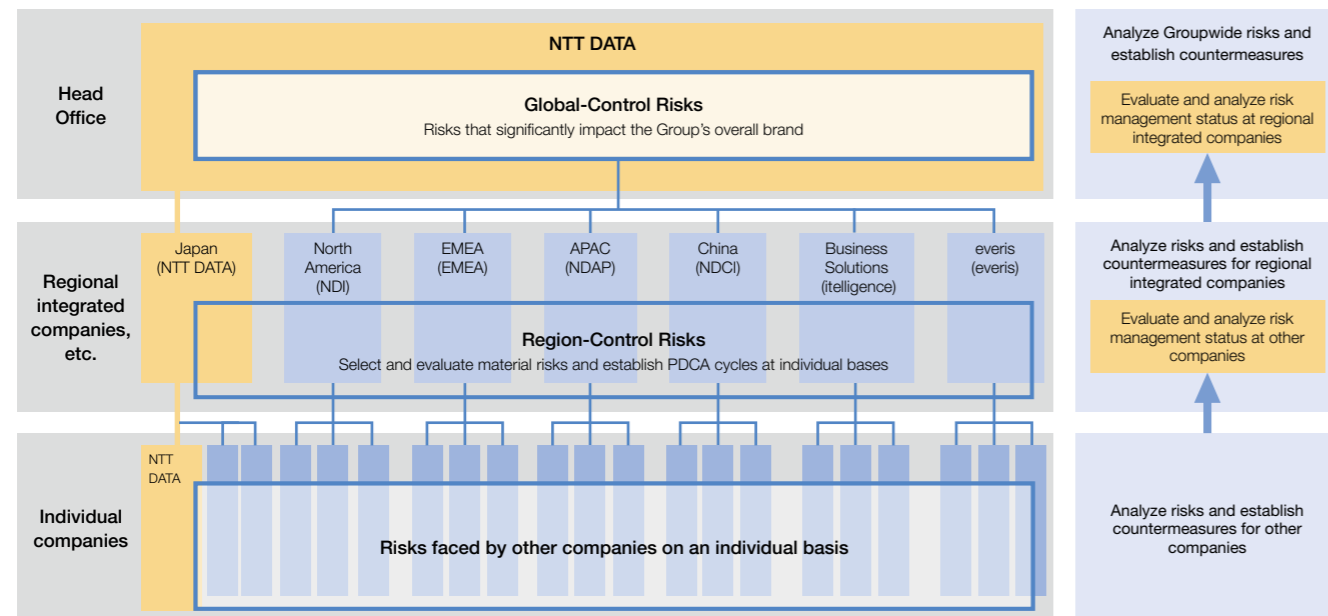 Head
Office
NTT DATA
Global-Control Risks
Risks that significantly impact the Group's overall brand
Analyze Groupwide risks and
establish countermeasures
Evaluate and analyze risk
management status at regional
integrated companies
Regional
integrated
companies,
etc.
Japan
(NTT DATA)
North
America
(NDI)
EMEA
(EMEA)
APAC
(NDAP)
China
(NDCI)
Business
Solutions
(itelligence)
everis
(everis)
Region-Control Risks
Select and evaluate material risks and establish PDCA cycles at individual bases
Analyze risks and establish
countermeasures for regional
integrated companies
Evaluate and analyze risk
management status at other
companies
Individual
companies
NTT
DATA
Risks faced by other companies on an individual basis
Analyze risks and establish
countermeasures for other
companies